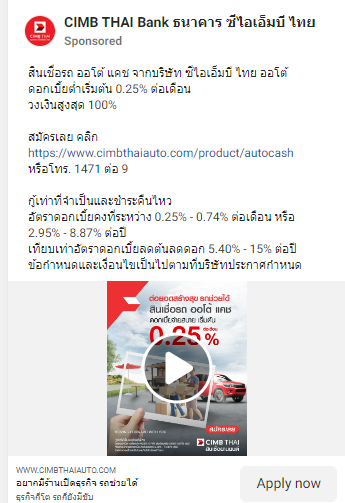 CIMB THAI Bank ธนาคาร ซีไอเอ็มบี ไทย
Sponsored
สินเชื่อรถ ออโต้ แคช จากบริษัท ซีไอเอ็มบี ไทย ออโต้
ดอกเบี้ยต่ำเริ่มต้น 0.25% ต่อเดือน
วงเงินสูงสุด 100%
สมัครเลย คลิก
https://www.cimbthaiauto.com/product/autocash
หรือโทร. 1471 ต่อ 9
กู้เท่าที่จำเป็นและชำระคืนไหว
อัตราดอกเบี้ยคงที่ระหว่าง 0.25% - 0.74% ต่อเดือน หรือ
2.95% - 8.87% ต่อปี
เทียบเท่าอัตราดอกเบี้ยลดต้นลดดอก 5.40% - 15% ต่อปี
ข้อกำหนดและเงื่อนไขเป็นไปตามที่บริษัทประกาศกำหนด
ต่อยอดสร้างสุข รถช่วยได้
สินเชื่อรถ ออโต้ แคช
ดอกเบี้ยจ่ายสบาย เริ่มต้น
0.25% ต่อเดือน
สมัครเลย
CIMB THAI
WWW.CIMBTHAIAUTO.COM
อยากมีร้านเปิดธุรกิจ รถช่วยได้
ธุรกิจก็โต รถก็ยังมีขับ
Apply now